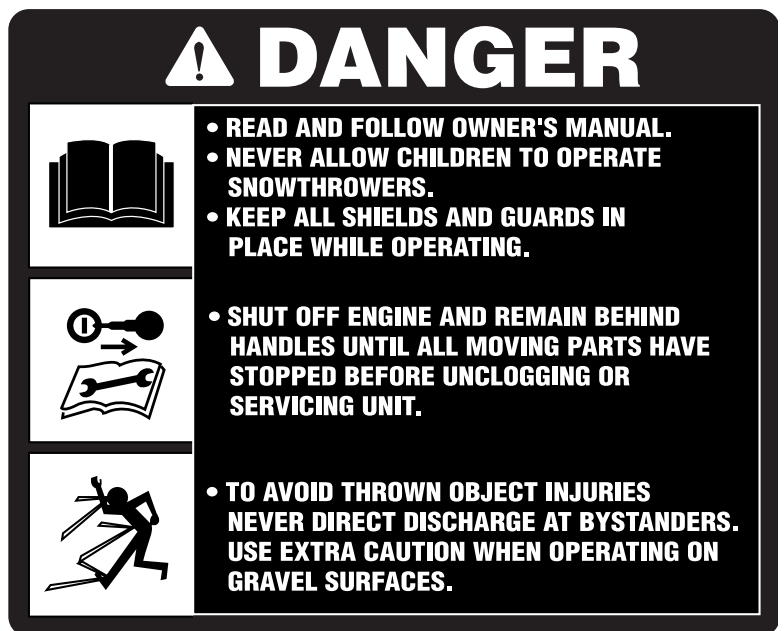 DANGER
• READ AND FOLLOW OWNER'S MANUAL.
• NEVER ALLOW CHILDREN TO OPERATE
SNOWTHROWERS.
• KEEP ALL SHIELDS AND GUARDS IN
PLACE WHILE OPERATING.
• SHUT OFF ENGINE AND REMAIN BEHIND
HANDLES UNTIL ALL MOVING PARTS HAVE
STOPPED BEFORE UNCLOGGING OR
SERVICING UNIT.
• TO AVOID THROWN OBJECT INJURIES
NEVER DIRECT DISCHARGE AT BYSTANDERS.
USE EXTRA CAUTION WHEN OPERATING ON
GRAVEL SURFACES.